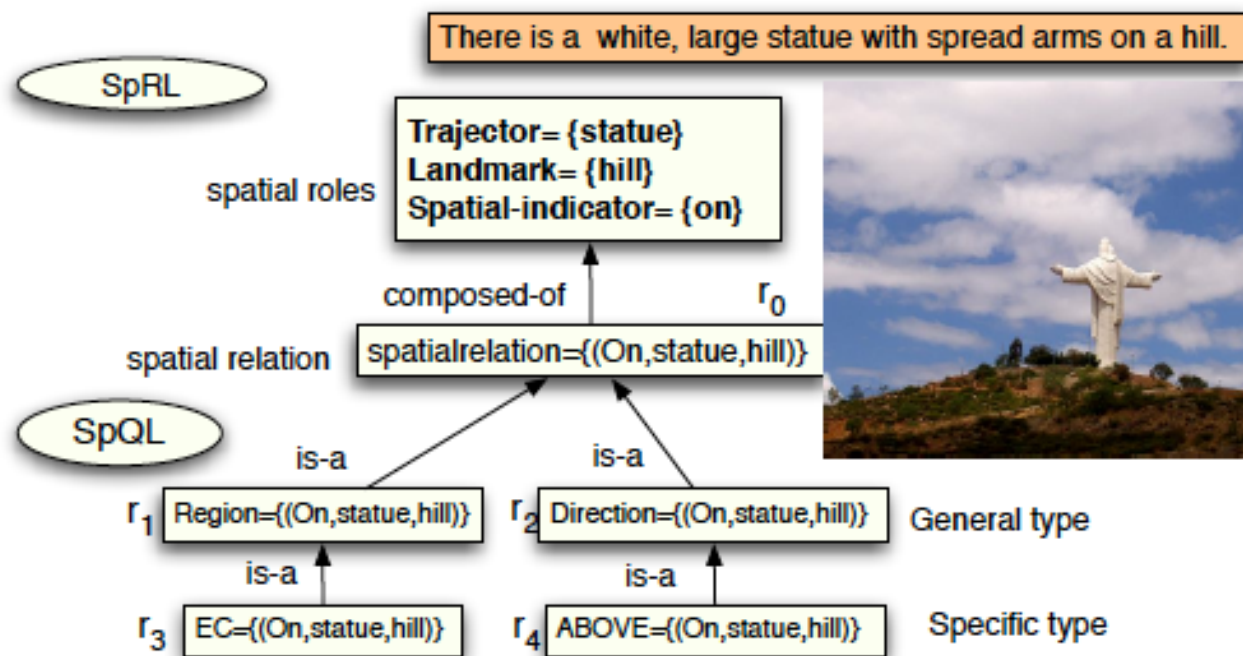 There is a white, large statue with spread arms on a hill.
SpRL
Trajector= {statue}
Landmark= {hill}
Spatial-indicator= {on}
spatial roles
composed-of
r0
spatial relation
spatialrelation={(On,statue,hill)}
SpQL
is-a
is-a
r1
Region={(On,statue,hill)}
r2
Direction={(On,statue,hill)}
General type
is-a
is-a
r3
EC={(On,statue,hill)}
r4
ABOVE={(On,statue,hill)}
Specific type